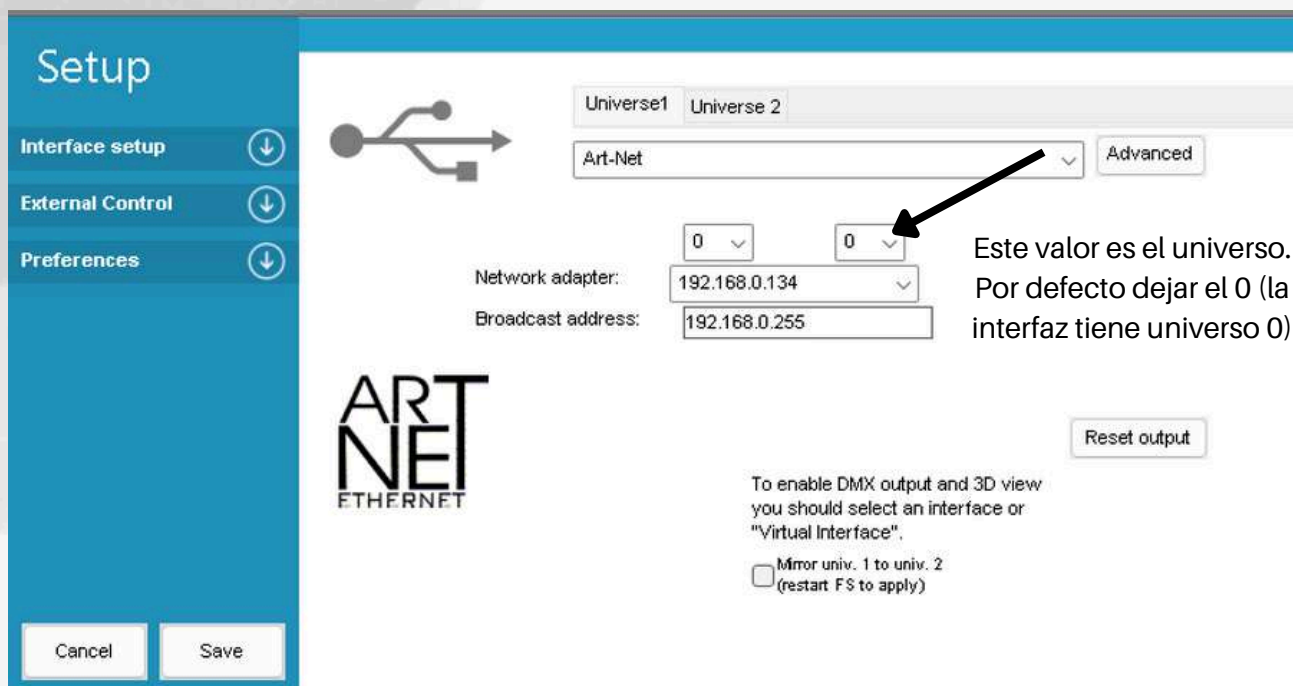 Setup
Interface setup
External Control
Preferences
Cancel
Save
Universe1
Universe 2
Art-Net
Advanced
0
0
Network adapter:
192.168.0.134
Broadcast address:
192.168.0.255
Este valor es el universo.
Por defecto dejar el 0 (la
interfaz tiene universo 0)
ART
NET
ETHERNET
Reset output
To enable DMX output and 3D view
you should select an interface or
"Virtual Interface".
Mirror univ. 1 to univ. 2
(restart FS to apply)